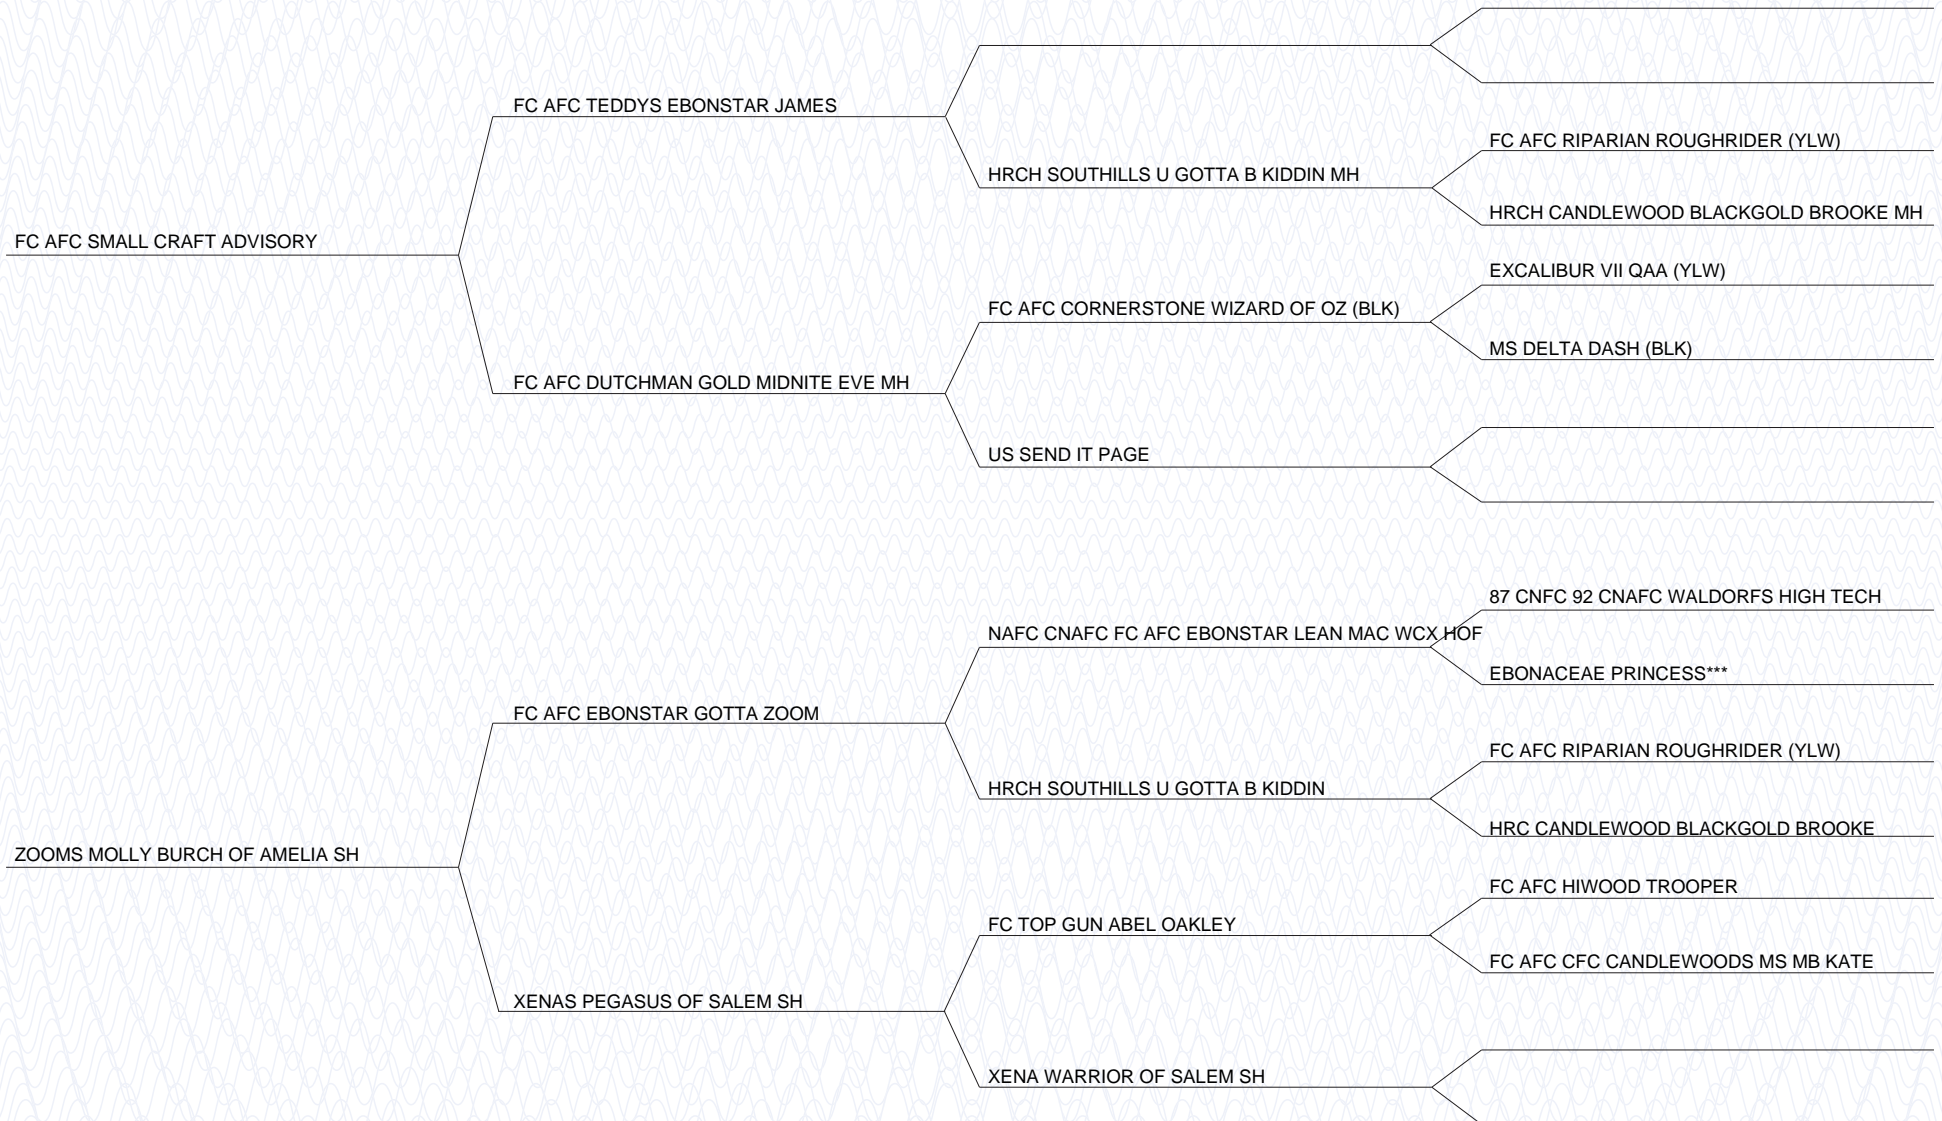 FC AFC TEDDYS EBONSTAR JAMES
FC AFC RIPARIAN ROUGHRIDER (YLW)
HRCH SOUTHILLS U GOTTA B KIDDIN MH
HRCH CANDLEWOOD BLACKGOLD BROOKE MH
FC AFC SMALL CRAFT ADVISORY
EXCALIBUR VII QAA (YLW)
FC AFC CORNERSTONE WIZARD OF OZ (BLK)
MS DELTA DASH (BLK)
FC AFC DUTCHMAN GOLD MIDNITE EVE MH
US SEND IT PAGE
87 CNFC 92 CNAFC WALDORFS HIGH TECH
NAFC CNAFC FC AFC EBONSTAR LEAN MAC WCX HOF
EBONACEAE PRINCESS***
FC AFC EBONSTAR GOTTA ZOOM
FC AFC RIPARIAN ROUGHRIDER (YLW)
HRCH SOUTHILLS U GOTTA B KIDDIN
HRC CANDLEWOOD BLACKGOLD BROOKE
ZOOMS MOLLY BURCH OF AMELIA SH
FC AFC HIWOOD TROOPER
FC TOP GUN ABEL OAKLEY
FC AFC CFC CANDLEWOODS MS MB KATE
XENAS PEGASUS OF SALEM SH
XENA WARRIOR OF SALEM SH